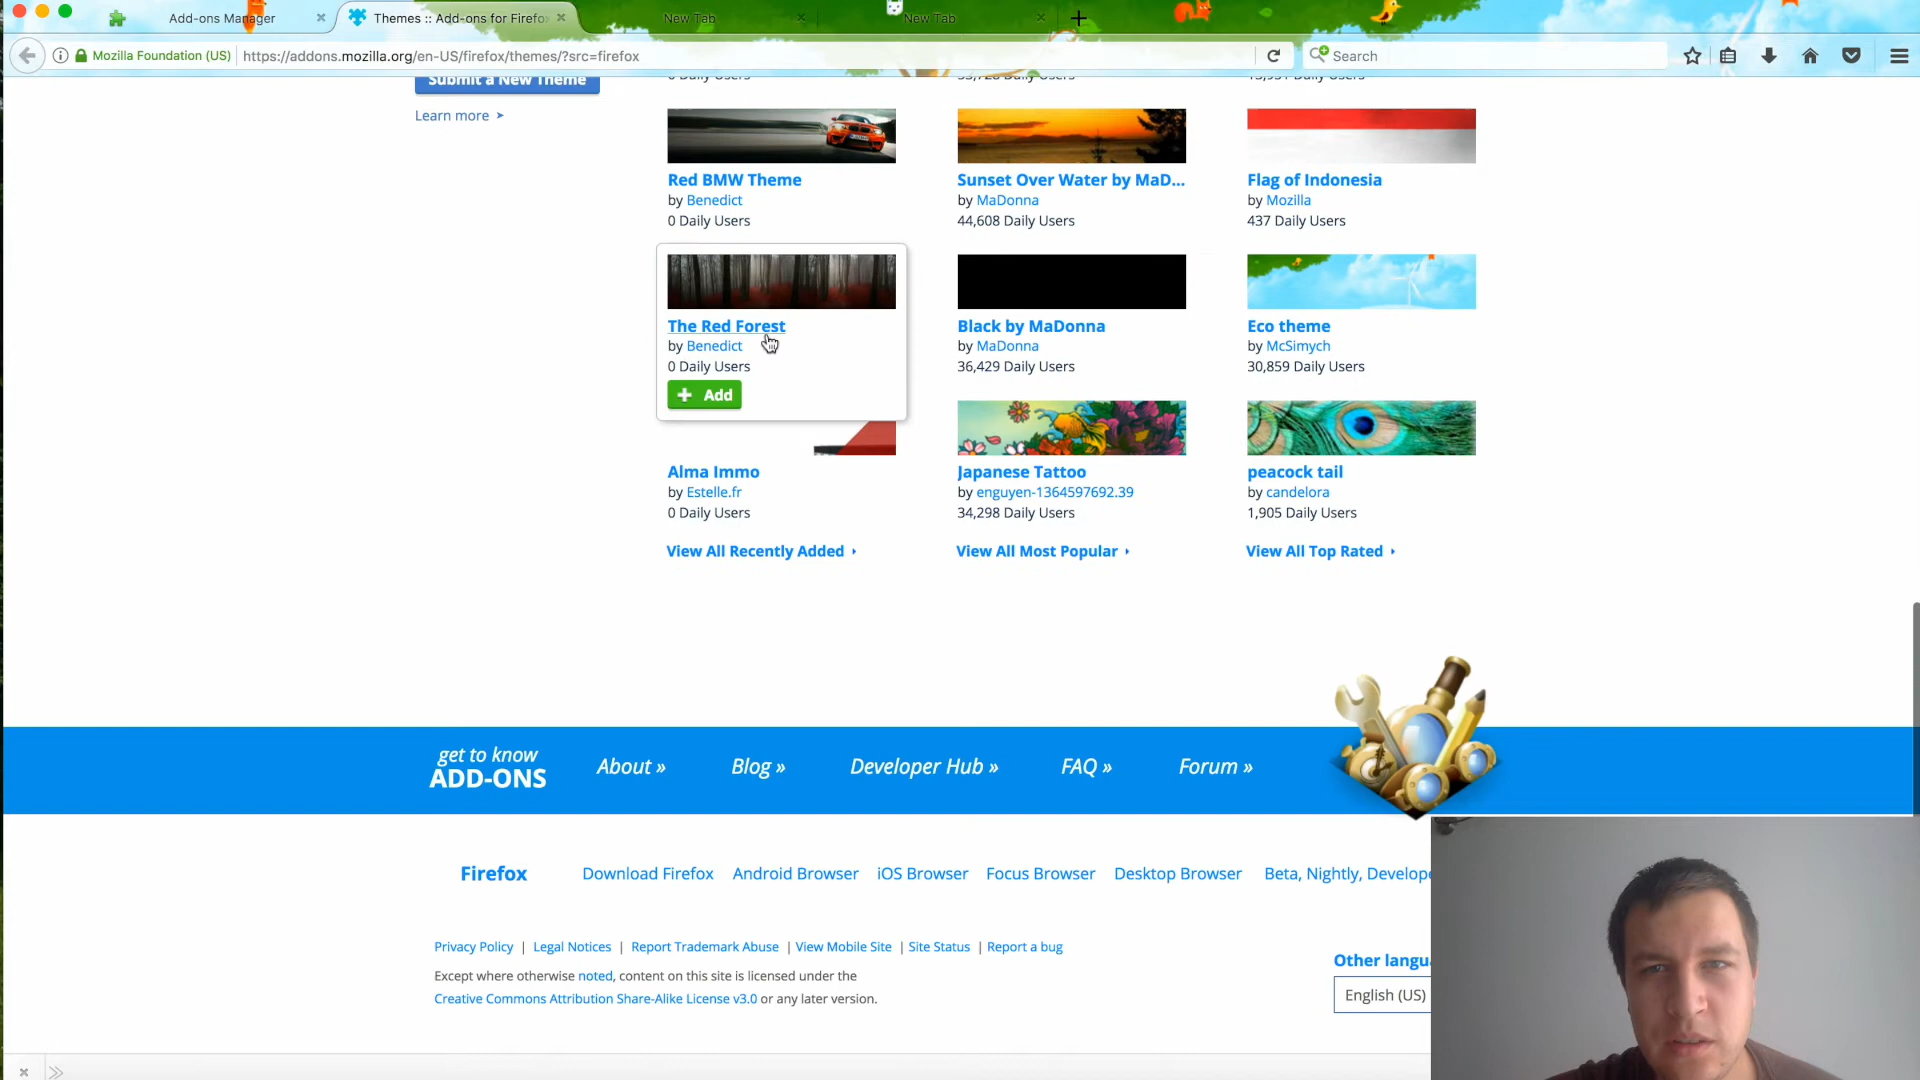 Add-ons Manager
Themes :: Add-ons for Firefox
New Tab
New Tab
Mozilla Foundation (US)
https://addons.mozilla.org/en-US/firefox/themes/?src=firefox
Search
Submit a New Theme
Learn more
0 Daily Users
Daily Users
Daily Users
Red BMW Theme
by Benedict
0 Daily Users
Sunset Over Water by MaD...
by MaDonna
44,608 Daily Users
Flag of Indonesia
by Mozilla
437 Daily Users
The Red Forest
by Benedict
0 Daily Users
Add
Black by MaDonna
by MaDonna
36,429 Daily Users
Eco theme
by McSimych
30,859 Daily Users
Alma Immo
by Estelle.fr
0 Daily Users
Japanese Tattoo
by enguyen-1364597692.39
34,298 Daily Users
peacock tail
by candelora
1,905 Daily Users
View All Recently Added
View All Most Popular
View All Top Rated
get to know
ADD-ONS
About »
Blog »
Developer Hub »
FAQ »
Forum »
Firefox
Download Firefox
Android Browser
iOS Browser
Focus Browser
Desktop Browser
Beta, Nightly, Develope
Privacy Policy | Legal Notices | Report Trademark Abuse | View Mobile Site | Site Status | Report a bug
Except where otherwise noted, content on this site is licensed under the
Creative Commons Attribution Share-Alike License v3.0 or any later version.
Other langu
English (US)